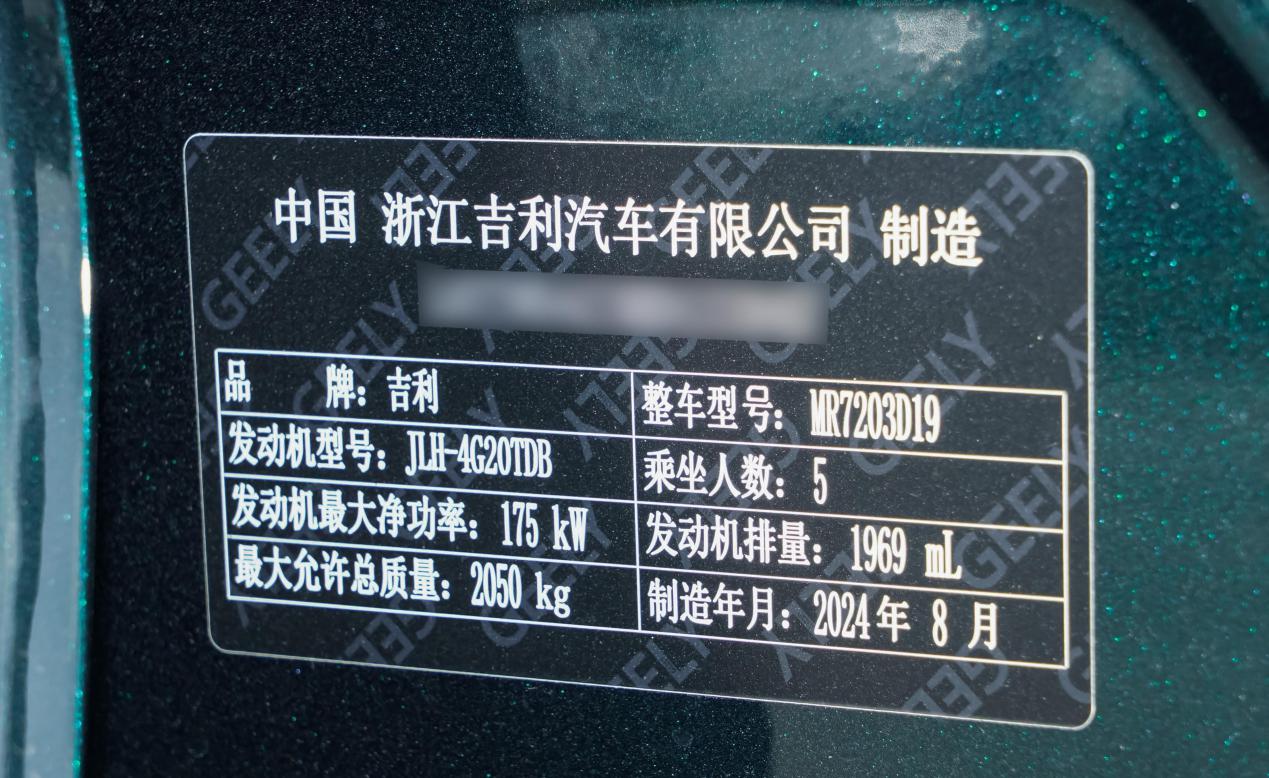 中国 浙江吉利汽车有限公司 制造
品 牌：吉利 整车型号：MR7203D19
发动机型号：JLH-4G20TDB 乘坐人数：5
发动机最大净功率：175 kW 发动机排量：1969 mL
最大允许总质量：2050 kg 制造年月：2024年 8 月
GEELY